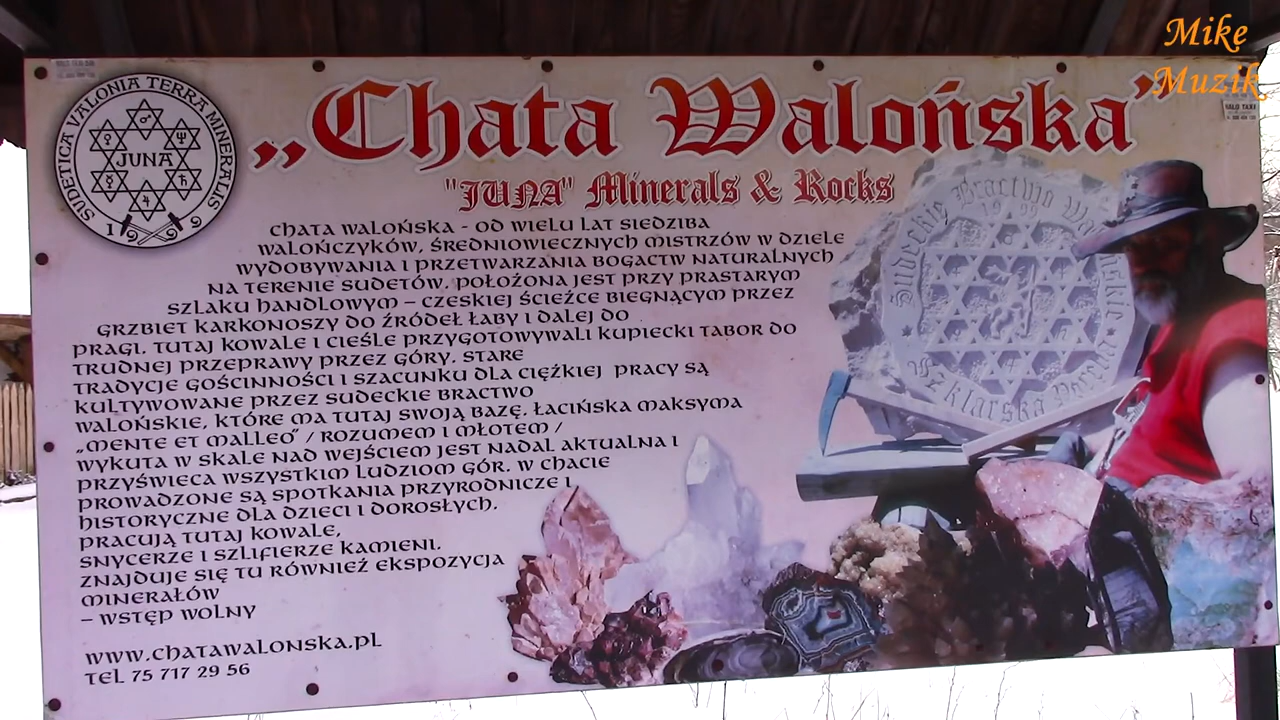 Mike
Muzik
SUDETICA VALONIA TERRA MINERALIS
JUNA
1996
„Chata Walońska”
"JUNA" Minerals & Rocks
CHATA WALOŃSKA - OD WIELU LAT SIEDZIBA
WALOŃCZYKÓW, ŚREDNIOWIECZNYCH MISTRZÓW W DZIELE
WYDOBYWANIA I PRZETWARZANIA BOGACTW NATURALNYCH
NA TERENIE SUDETÓW. POŁOŻONA JEST PRZY PRASTARYM
SZLAKU HANDLOWYM – CZESKIEJ ŚCIEŻCE BIEGNĄCYM PRZEZ
GRZBIET KARKONOSZY DO ŹRÓDEŁ ŁABY I DALEJ DO
PRAGI. TUTAJ KOWALE I CIEŚLE PRZYGOTOWYWALI KUPIECKI TABOR DO
TRUDNEJ PRZEPRAWY PRZEZ GÓRY. STARE
TRADYCJE GOŚCINNOŚCI I SZACUNKU DLA CIĘŻKIEJ PRACY SĄ
KULTYWOWANE PRZEZ SUDECKIE BRACTWO
WALOŃSKIE, KTÓRE MA TUTAJ SWOJĄ BAZĘ. ŁACIŃSKA MAKSYMA
„MENTE ET MALLEO” / ROZUMEM I MŁOTEM /
WYKUTA W SKALE NAD WEJŚCIEM JEST NADAL AKTUALNA I
PRZYŚWIECA WSZYSTKIM LUDZIOM GÓR. W CHACIE
PROWADZONE SĄ SPOTKANIA PRZYRODNICZE I
HISTORYCZNE DLA DZIECI I DOROSŁYCH.
PRACUJĄ TUTAJ KOWALE,
SNYCERZE I SZLIFIERZE KAMIENI.
ZNAJDUJE SIĘ TU RÓWNIEŻ EKSPOZYCJA
MINERAŁÓW
– WSTĘP WOLNY
WWW.CHATAWALONSKA.PL
TEL 75 717 29 56
Sudeckie Bractwo Walońskie
Szklarska Poręba